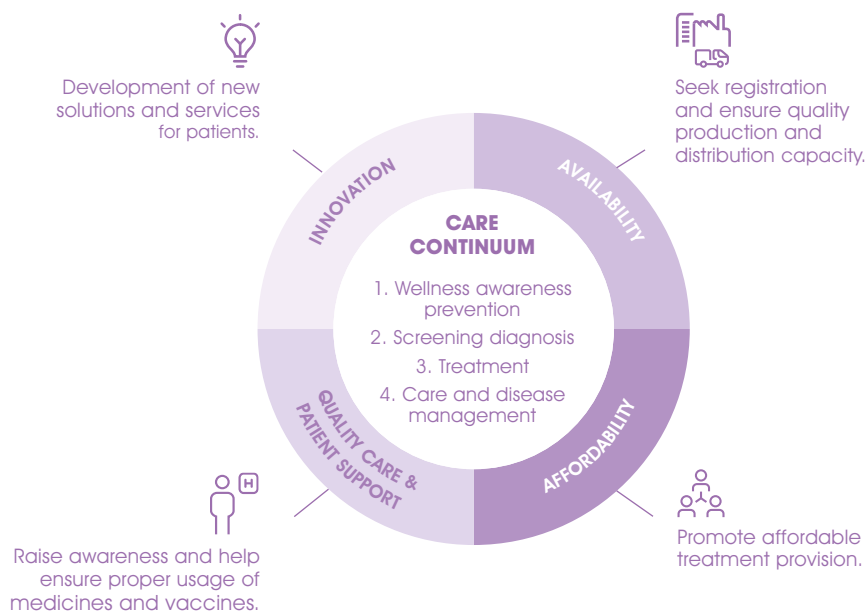 Development of new
solutions and services
for patients.
Seek registration
and ensure quality
production and
distribution capacity.
INNOVATION
AVAILABILITY
CARE
CONTINUUM
1. Wellness awareness
prevention
2. Screening diagnosis
3. Treatment
4. Care and disease
management
QUALITY CARE &
PATIENT SUPPORT
AFFORDABILITY
H
Raise awareness and help
ensure proper usage of
medicines and vaccines.
Promote affordable
treatment provision.